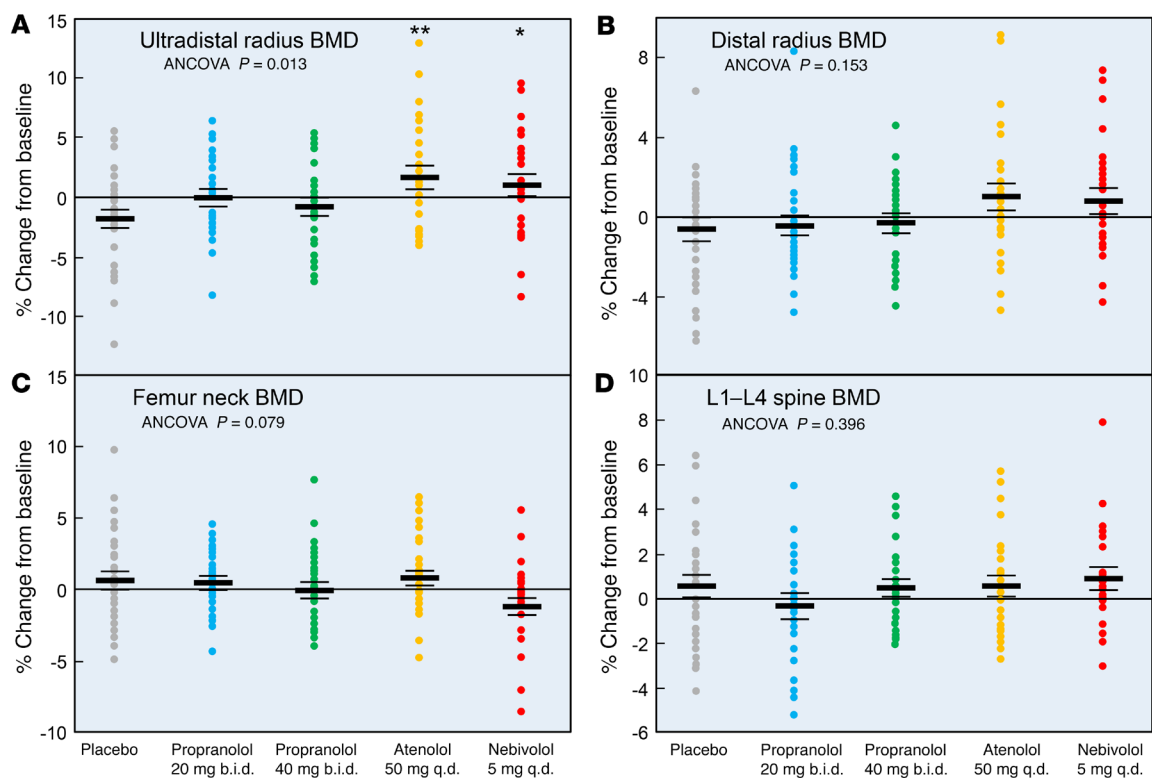 A
Ultradistal radius BMD
ANCOVA P = 0.013
**
*
% Change from baseline
15
10
5
0
-5
-10
B
Distal radius BMD
ANCOVA P = 0.153
% Change from baseline
8
4
0
-4
C
Femur neck BMD
ANCOVA P = 0.079
% Change from baseline
15
10
5
0
-5
-10
Placebo
Propranolol
20 mg b.i.d.
Propranolol
40 mg b.i.d.
Atenolol
50 mg q.d.
Nebivolol
5 mg q.d.
D
L1–L4 spine BMD
ANCOVA P = 0.396
% Change from baseline
10
8
6
4
2
0
-2
-4
-6
Placebo
Propranolol
20 mg b.i.d.
Propranolol
40 mg b.i.d.
Atenolol
50 mg q.d.
Nebivolol
5 mg q.d.